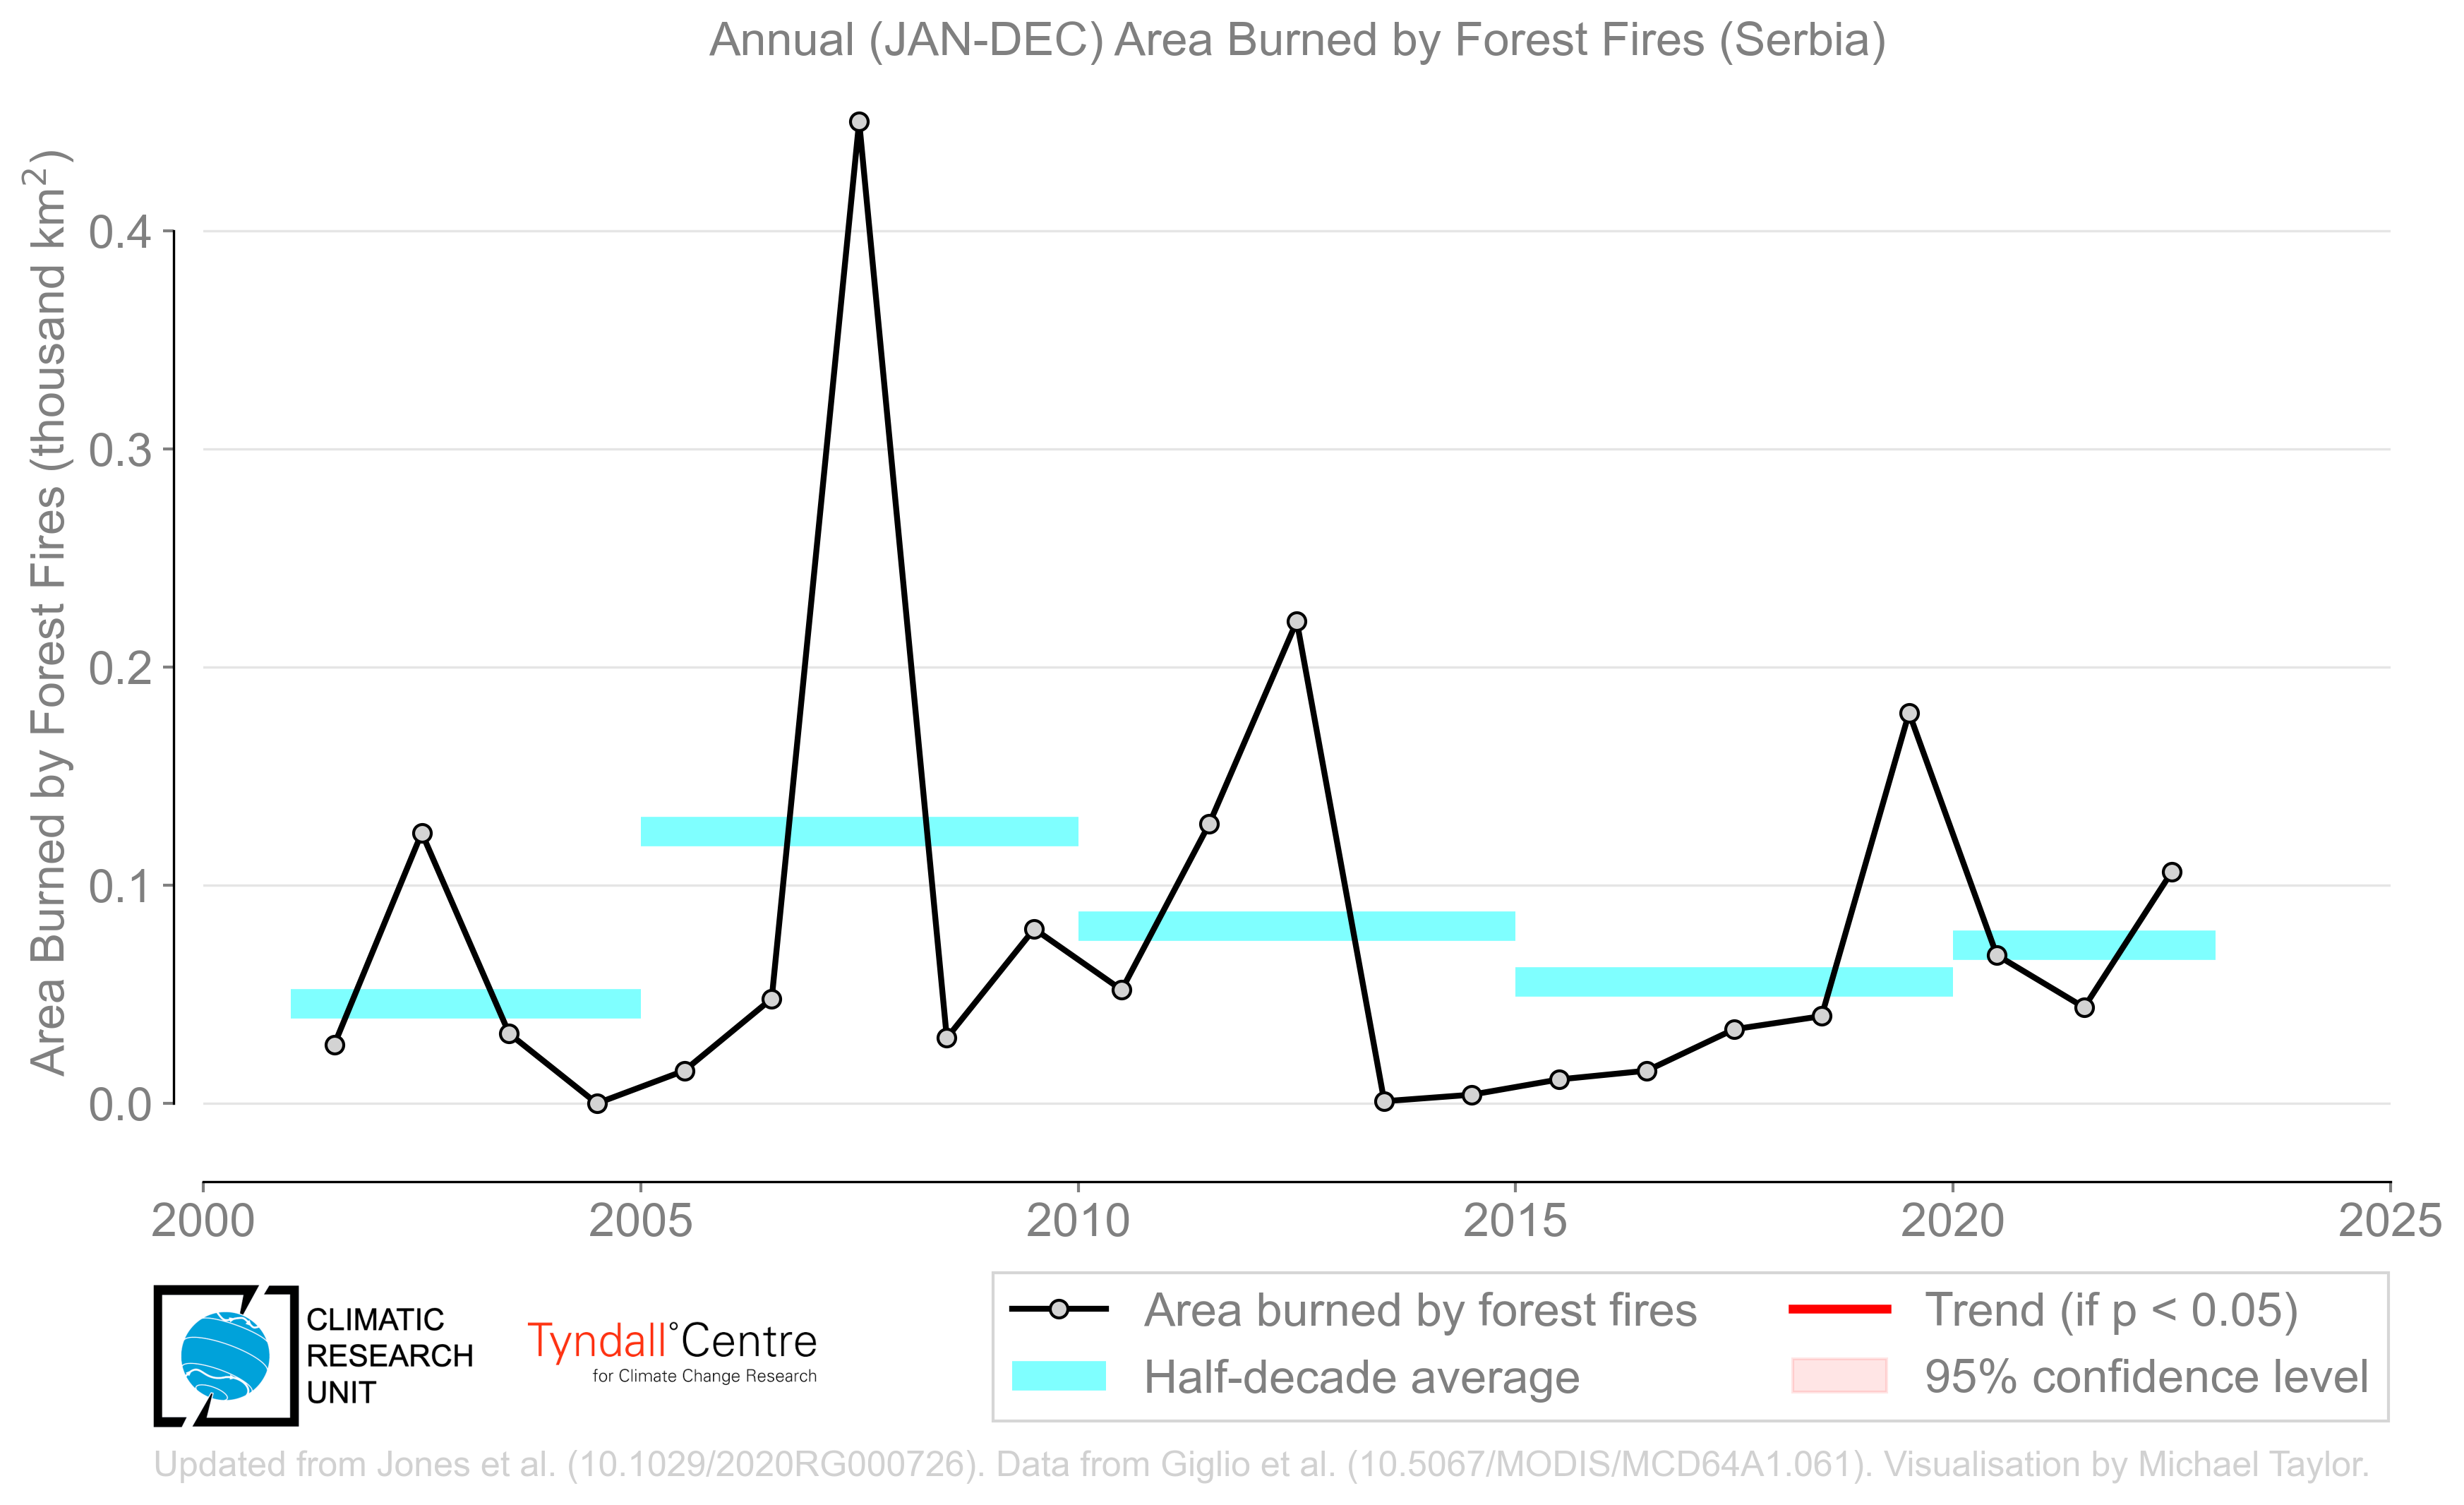 Annual (JAN-DEC) Area Burned by Forest Fires (Serbia)
Area Burned by Forest Fires (thousand km²)
0.4
0.3
0.2
0.1
0.0
2000
2005
2010
2015
2020
2025
CLIMATIC
RESEARCH
UNIT
Tyndall°Centre
for Climate Change Research
Area burned by forest fires
Half-decade average
Trend (if p < 0.05)
95% confidence level
Updated from Jones et al. (10.1029/2020RG000726). Data from Giglio et al. (10.5067/MODIS/MCD64A1.061). Visualisation by Michael Taylor.